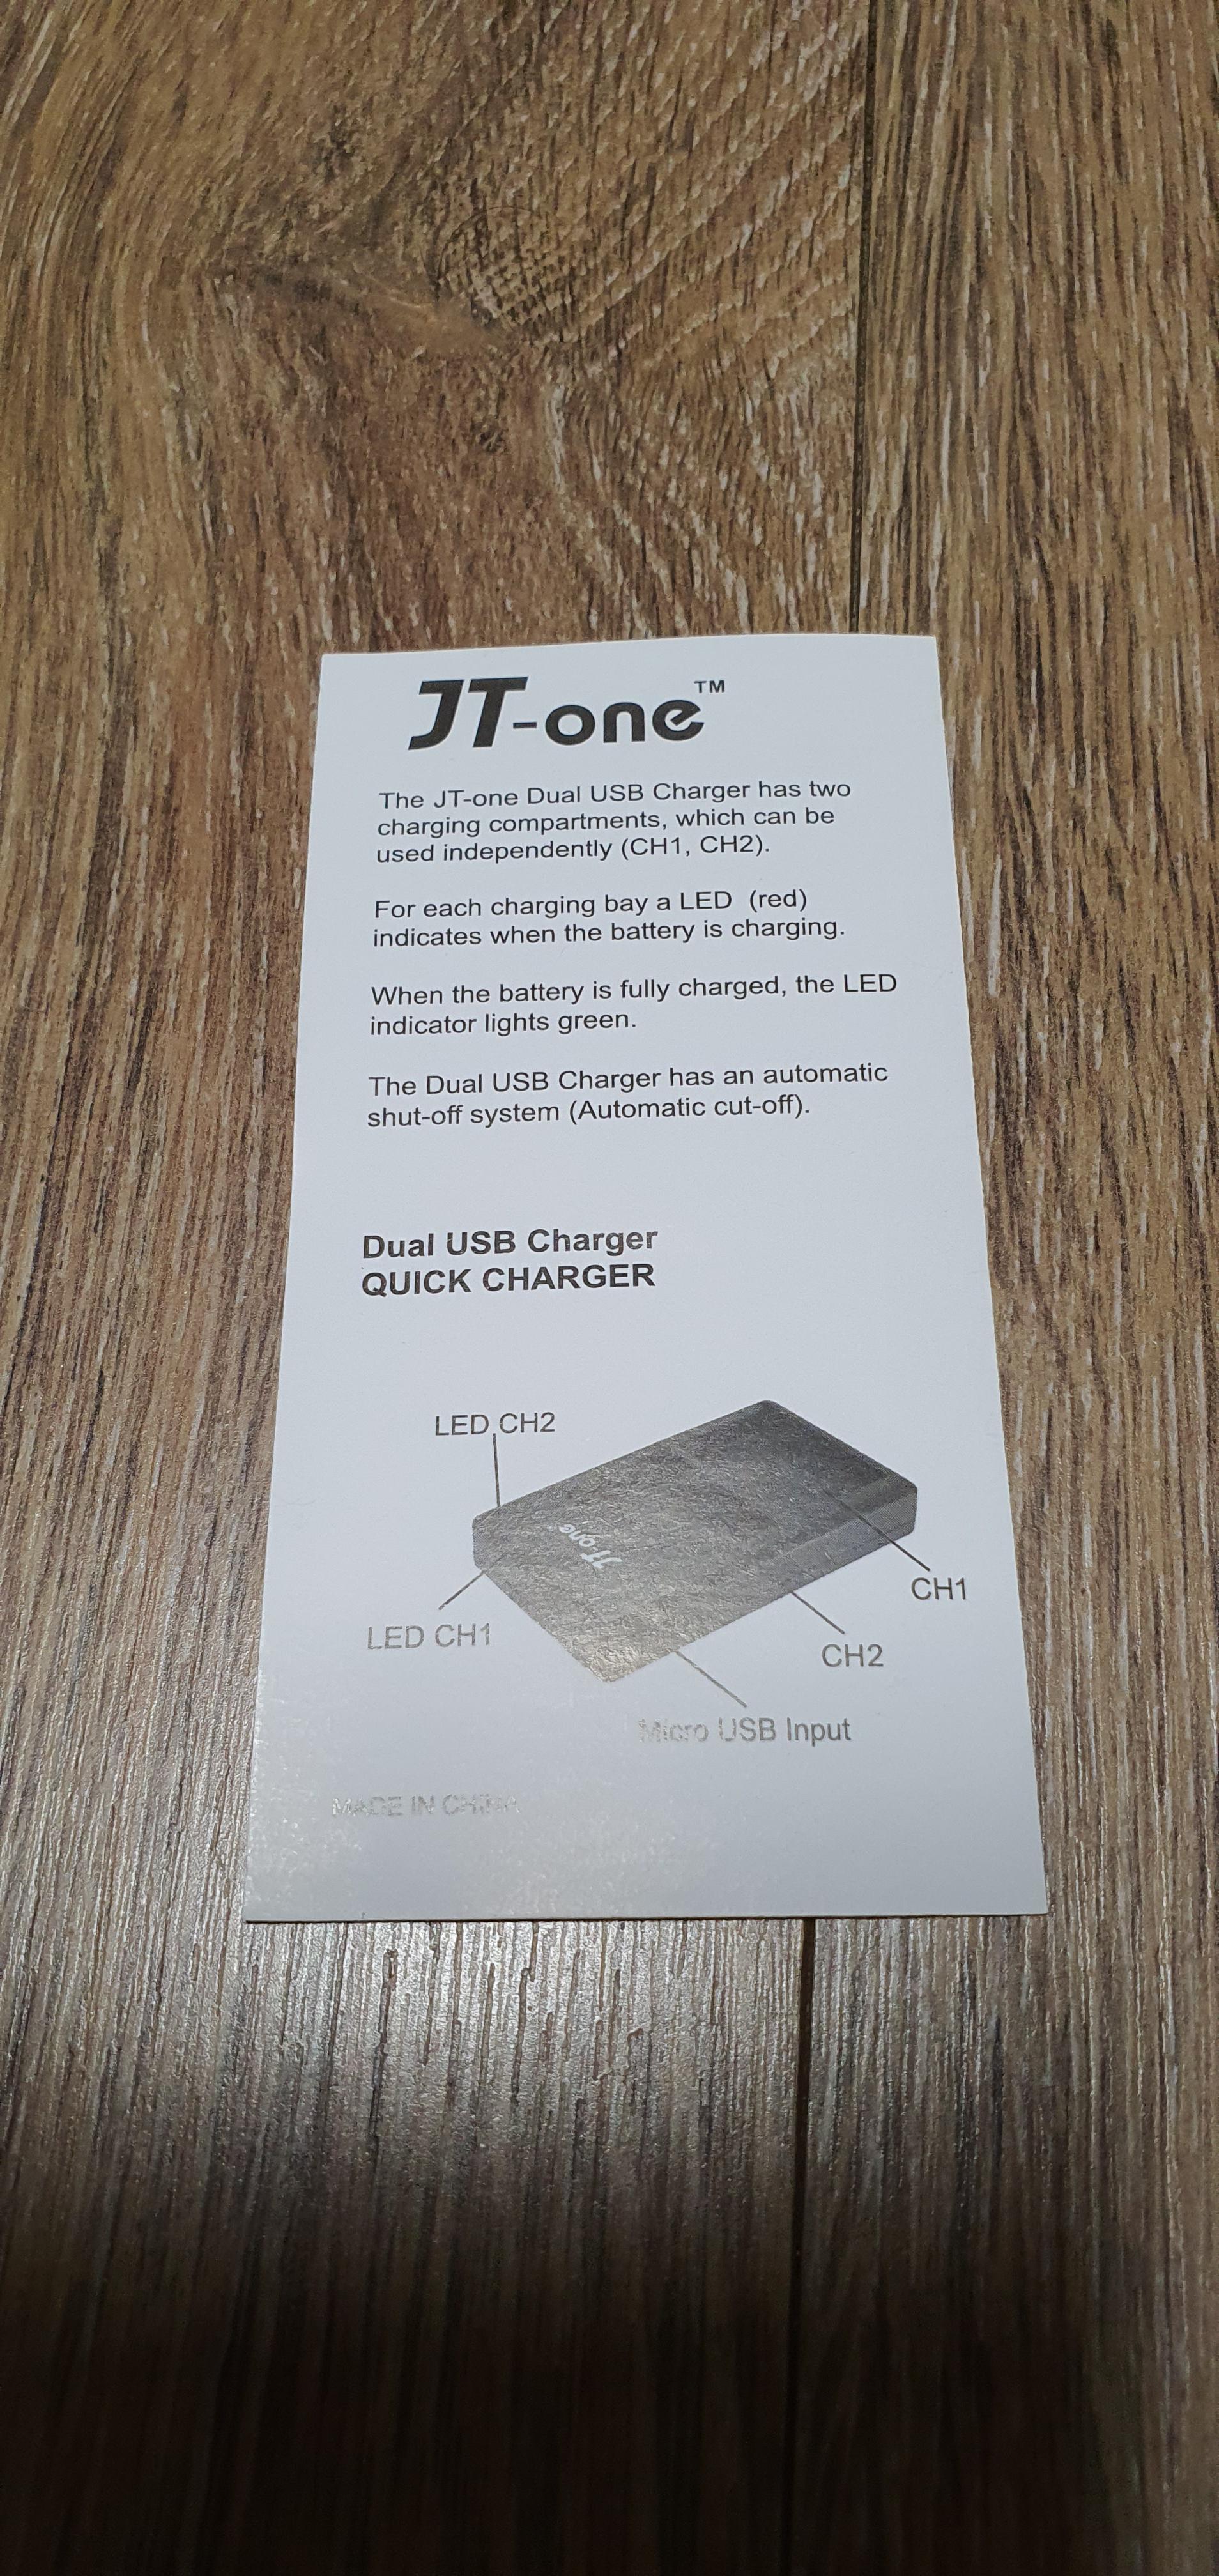 JT-one™
The JT-one Dual USB Charger has two
charging compartments, which can be
used independently (CH1, CH2).
For each charging bay a LED (red)
indicates when the battery is charging.
When the battery is fully charged, the LED
indicator lights green.
The Dual USB Charger has an automatic
shut-off system (Automatic cut-off).
Dual USB Charger
QUICK CHARGER
LED CH2
JT-one
CH1
LED CH1
CH2
Micro USB Input
MADE IN CHINA